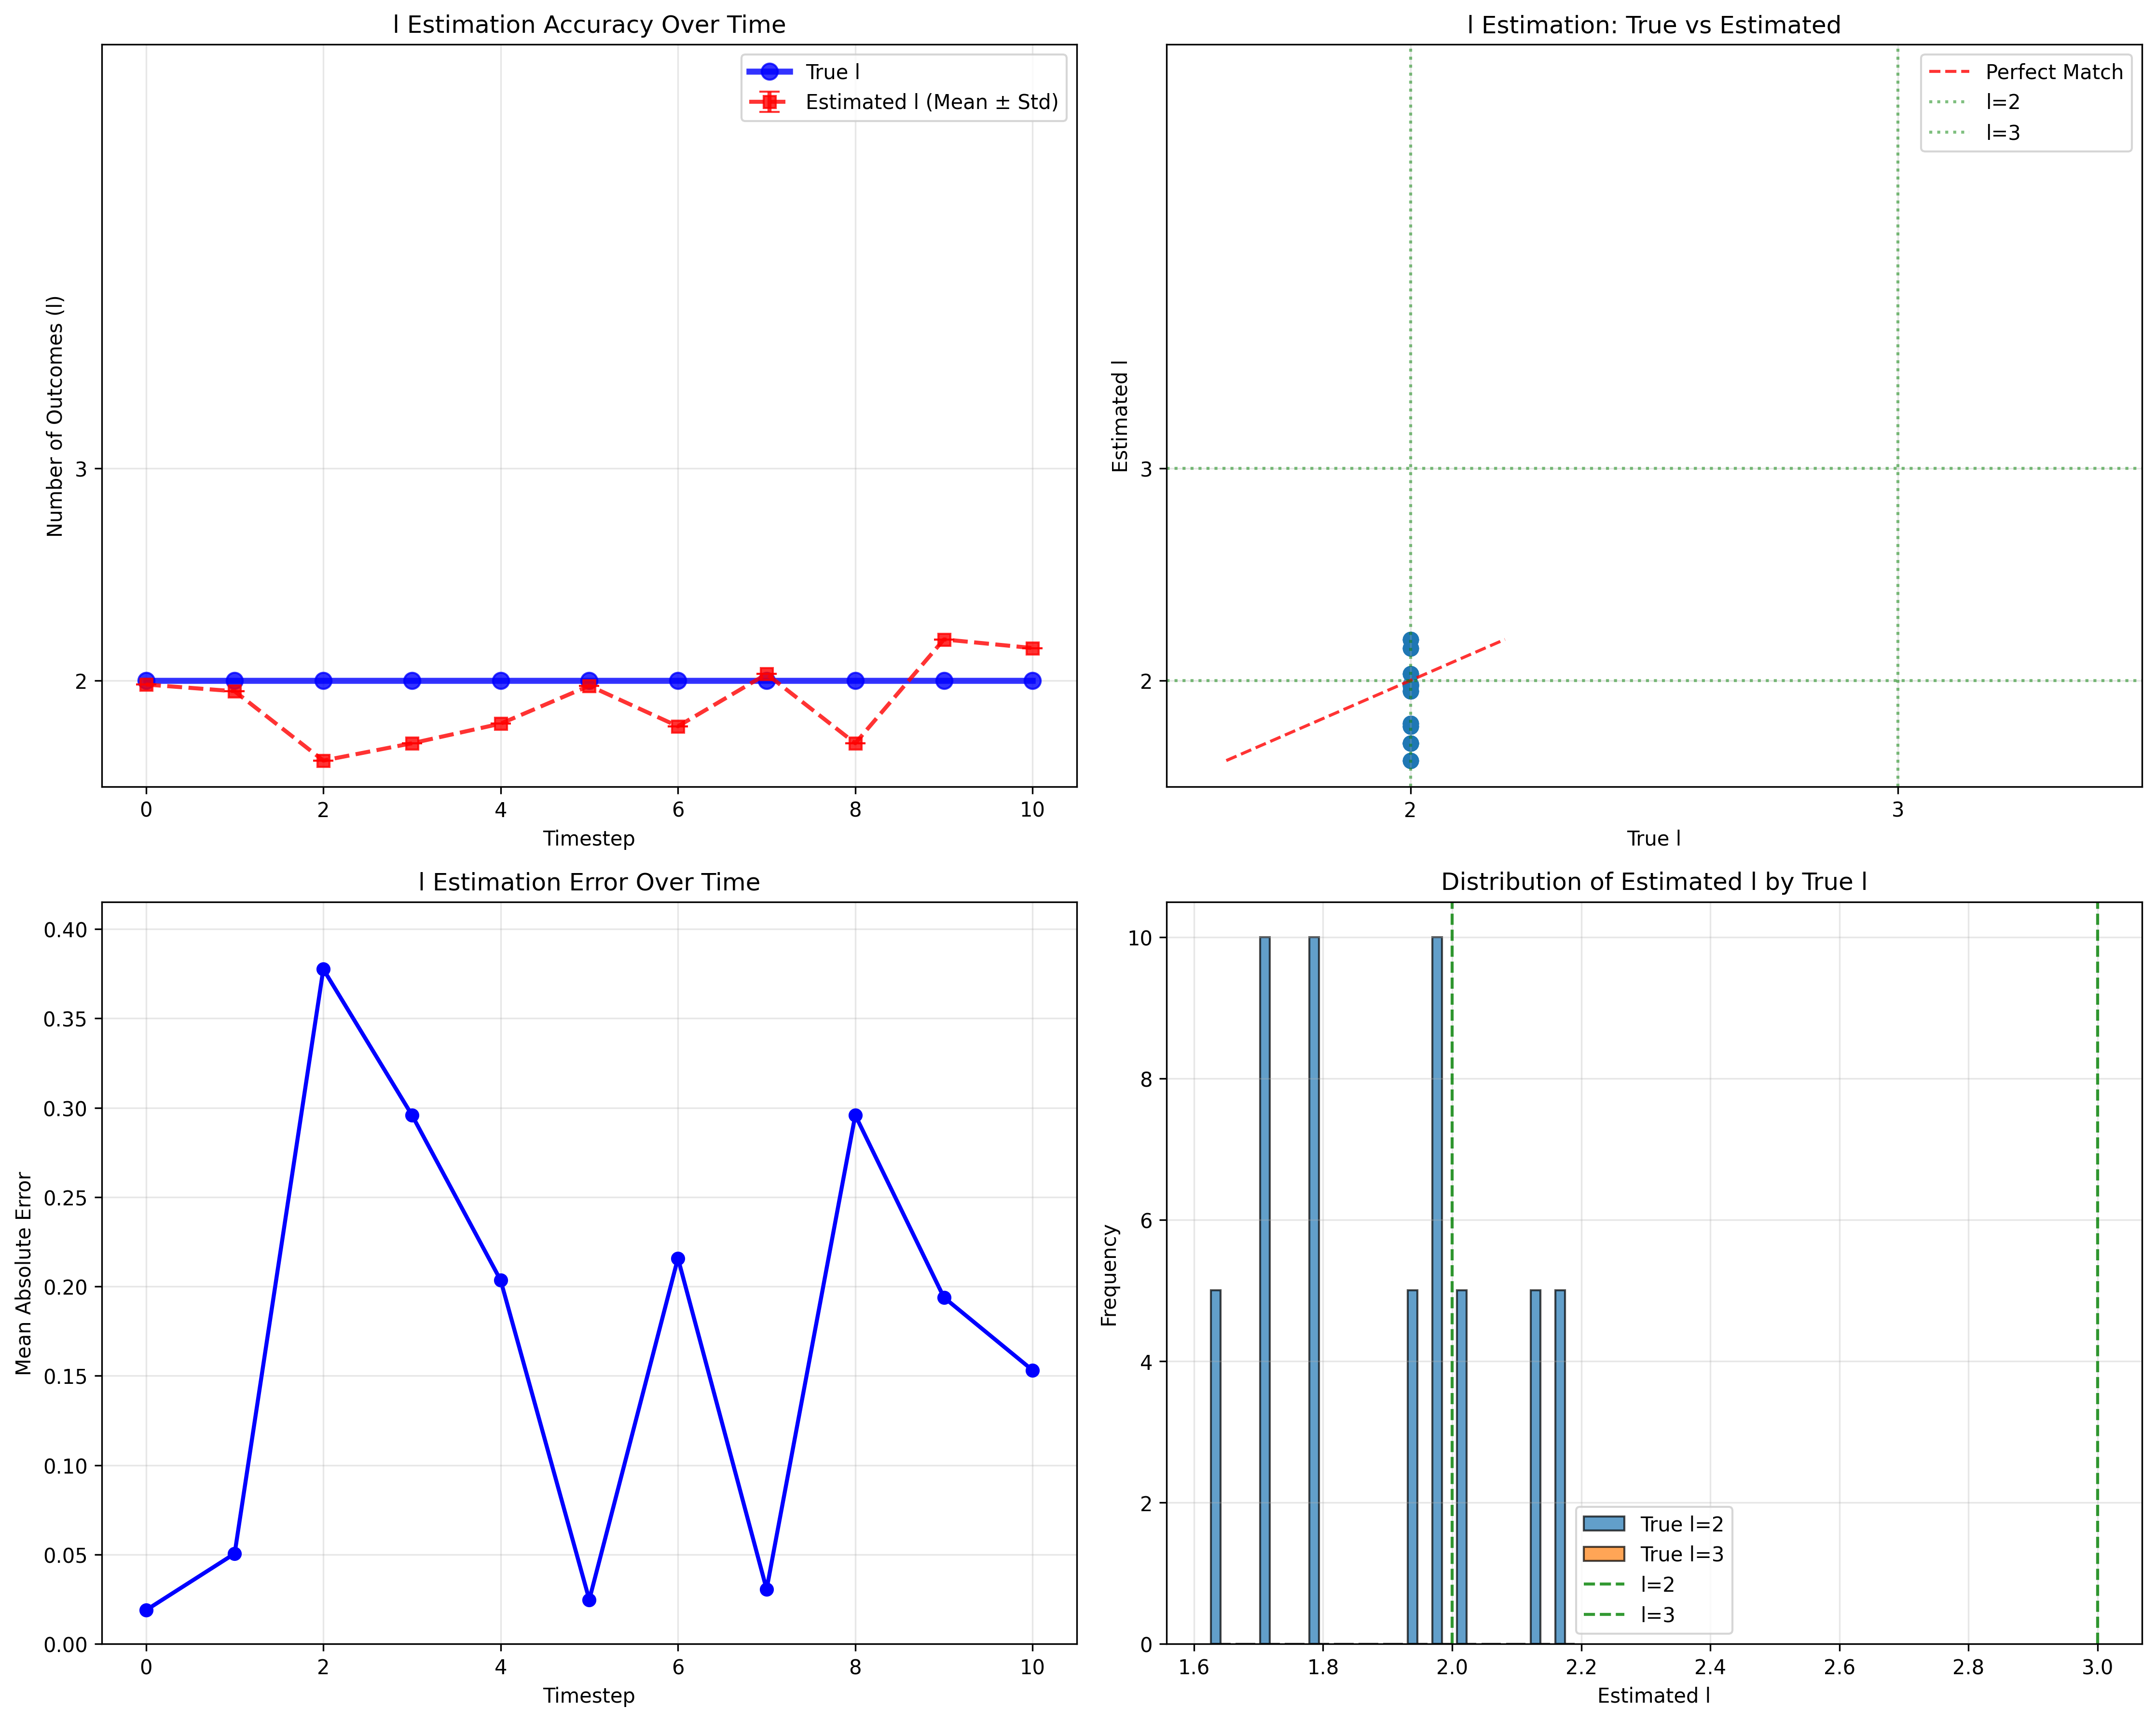 l Estimation Accuracy Over Time
True l
Estimated l (Mean ± Std)
Number of Outcomes (l)
3
2
0 2 4 6 8 10
Timestep
l Estimation: True vs Estimated
Perfect Match
l=2
l=3
Estimated l
3
2
2 3
True l
l Estimation Error Over Time
Mean Absolute Error
0.40
0.35
0.30
0.25
0.20
0.15
0.10
0.05
0.00
0 2 4 6 8 10
Timestep
Distribution of Estimated l by True l
Frequency
10
8
6
4
2
0
True l=2
True l=3
l=2
l=3
1.6 1.8 2.0 2.2 2.4 2.6 2.8 3.0
Estimated l